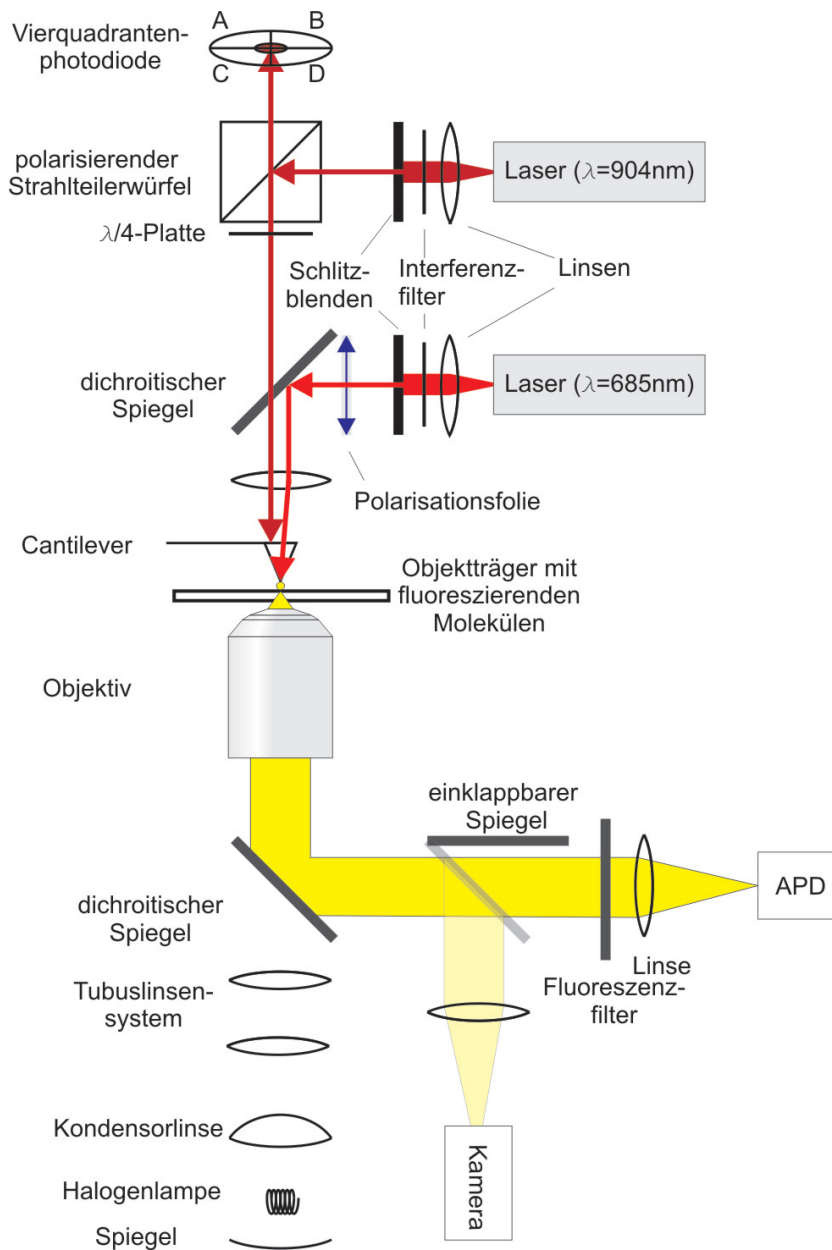 Vierquadranten-
photodiode
A
B
C
D
polarisierender
Strahlteilerwürfel
λ/4-Platte
Laser (λ=904nm)
Schlitz-
blenden
Interferenz-
filter
Linsen
dichroitischer
Spiegel
Laser (λ=685nm)
Polarisationsfolie
Cantilever
Objektträger mit
fluoreszierenden
Molekülen
Objektiv
einklappbarer
Spiegel
APD
dichroitischer
Spiegel
Linse
Fluoreszenz-
filter
Tubuslinsen-
system
Kondensorlinse
Kamera
Halogenlampe
Spiegel